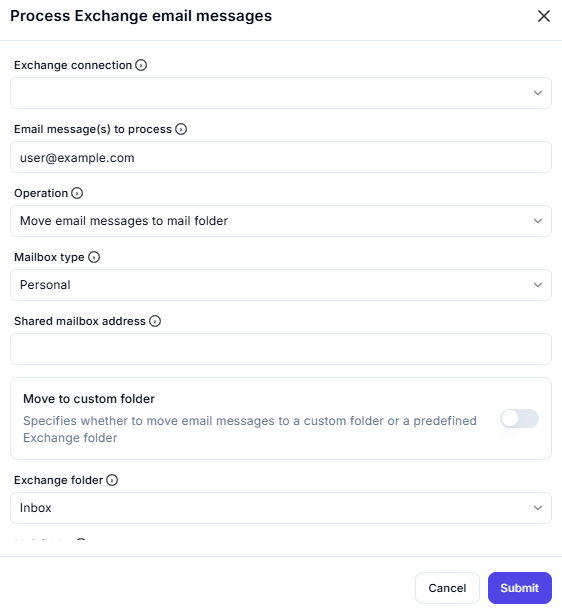 Process Exchange email messages
Exchange connection
Email message(s) to process
user@example.com
Operation
Move email messages to mail folder
Mailbox type
Personal
Shared mailbox address
Move to custom folder
Specifies whether to move email messages to a custom folder or a predefined
Exchange folder
Exchange folder
Inbox
Cancel
Submit